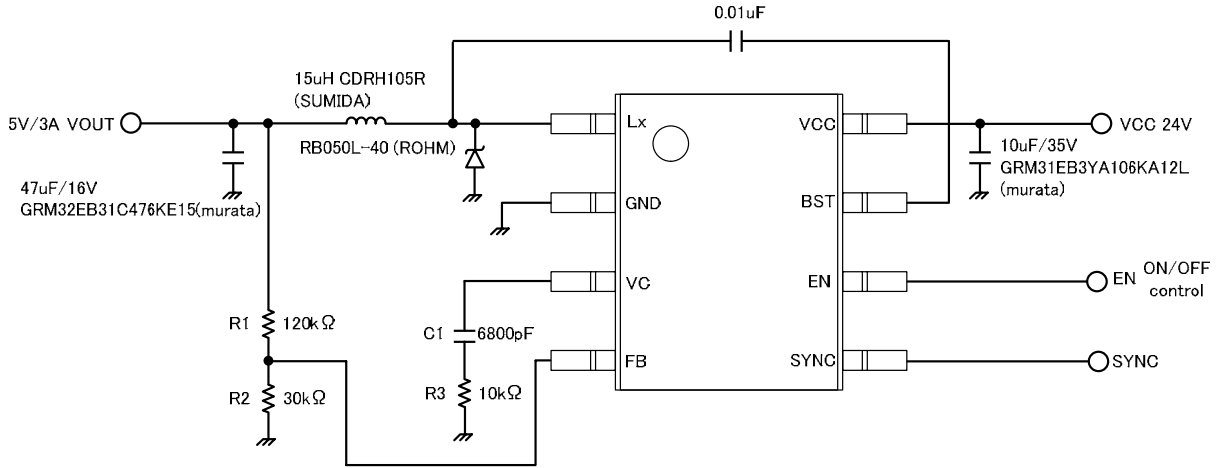 0.01uF
15uH CDRH105R
(SUMIDA)
5V/3A VOUT
Lx
VCC
VCC 24V
RB050L-40 (ROHM)
10uF/35V
GRM31EB3YA106KA12L
(murata)
47uF/16V
GRM32EB31C476KE15(murata)
GND
BST
VC
EN
EN
ON/OFF
control
R1
120kΩ
C1
6800pF
FB
SYNC
SYNC
R2
30kΩ
R3
10kΩ